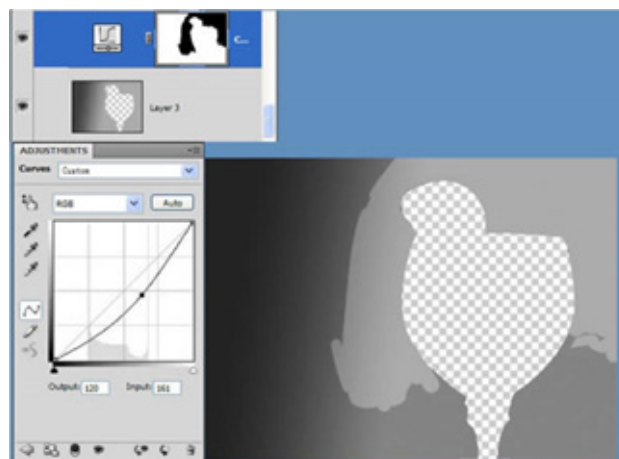 C...
Layer 3
ADJUSTMENTS
Curves Custom
RGB Auto
Output: 120 Input: 161